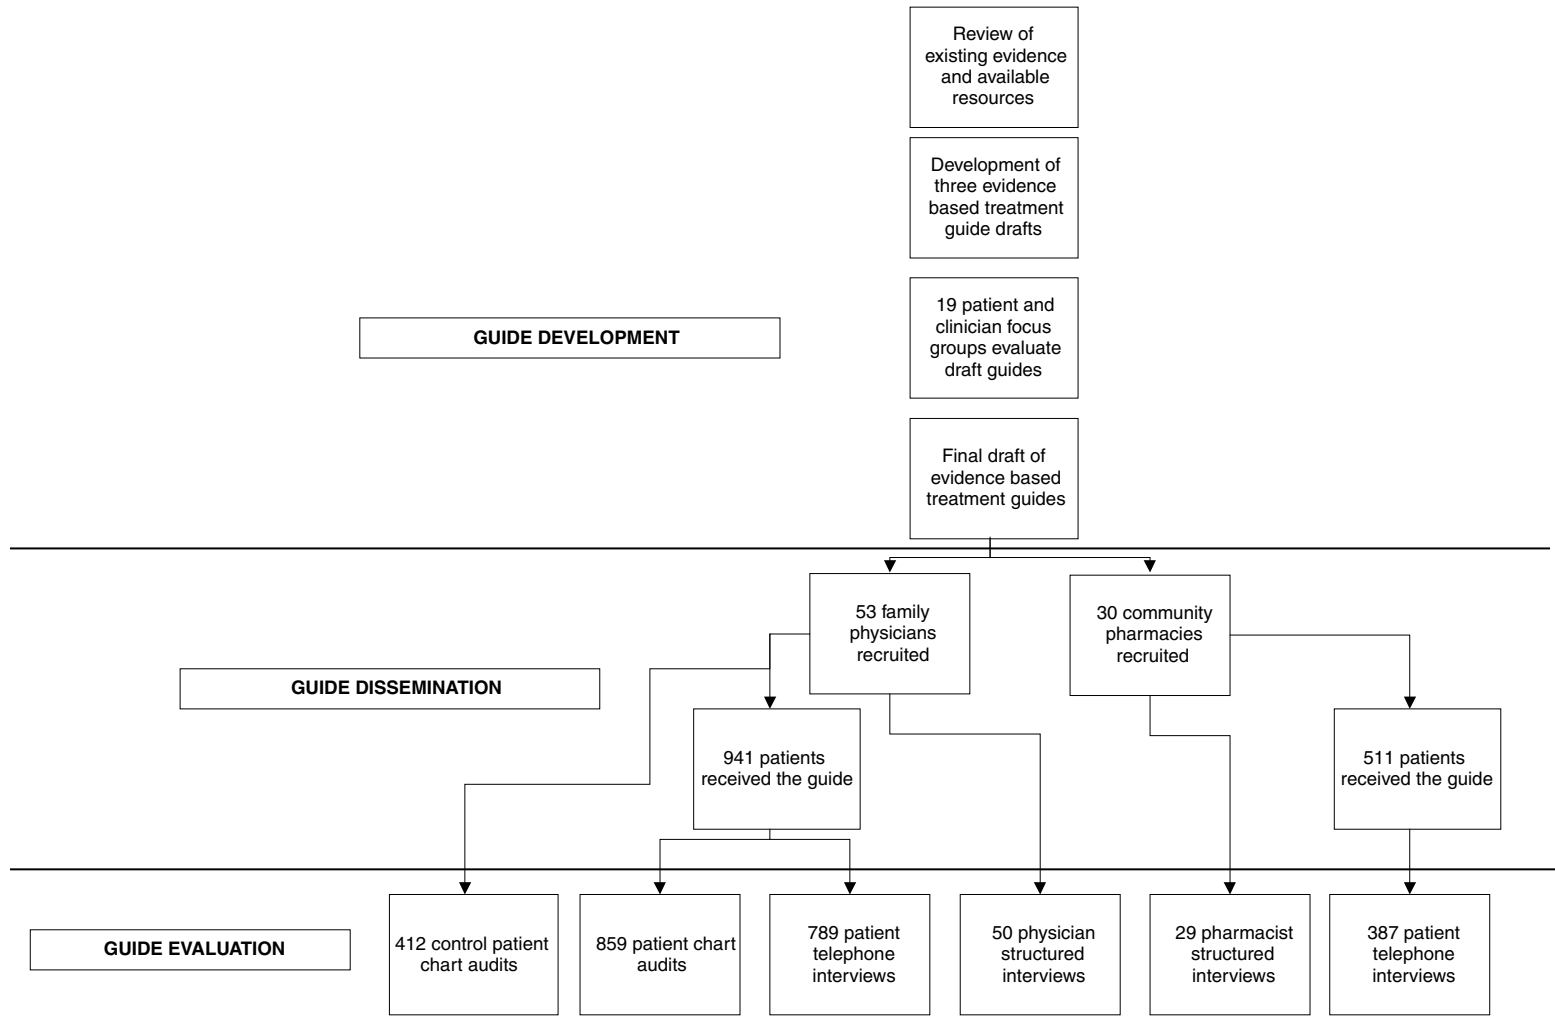 Review of
existing evidence
and available
resources
Development of
three evidence
based treatment
guide drafts
19 patient and
clinician focus
groups evaluate
draft guides
GUIDE DEVELOPMENT
Final draft of
evidence based
treatment guides
53 family
physicians
recruited
30 community
pharmacies
recruited
GUIDE DISSEMINATION
941 patients
received the guide
511 patients
received the guide
GUIDE EVALUATION
412 control patient
chart audits
859 patient chart
audits
789 patient
telephone
interviews
50 physician
structured
interviews
29 pharmacist
structured
interviews
387 patient
telephone
interviews